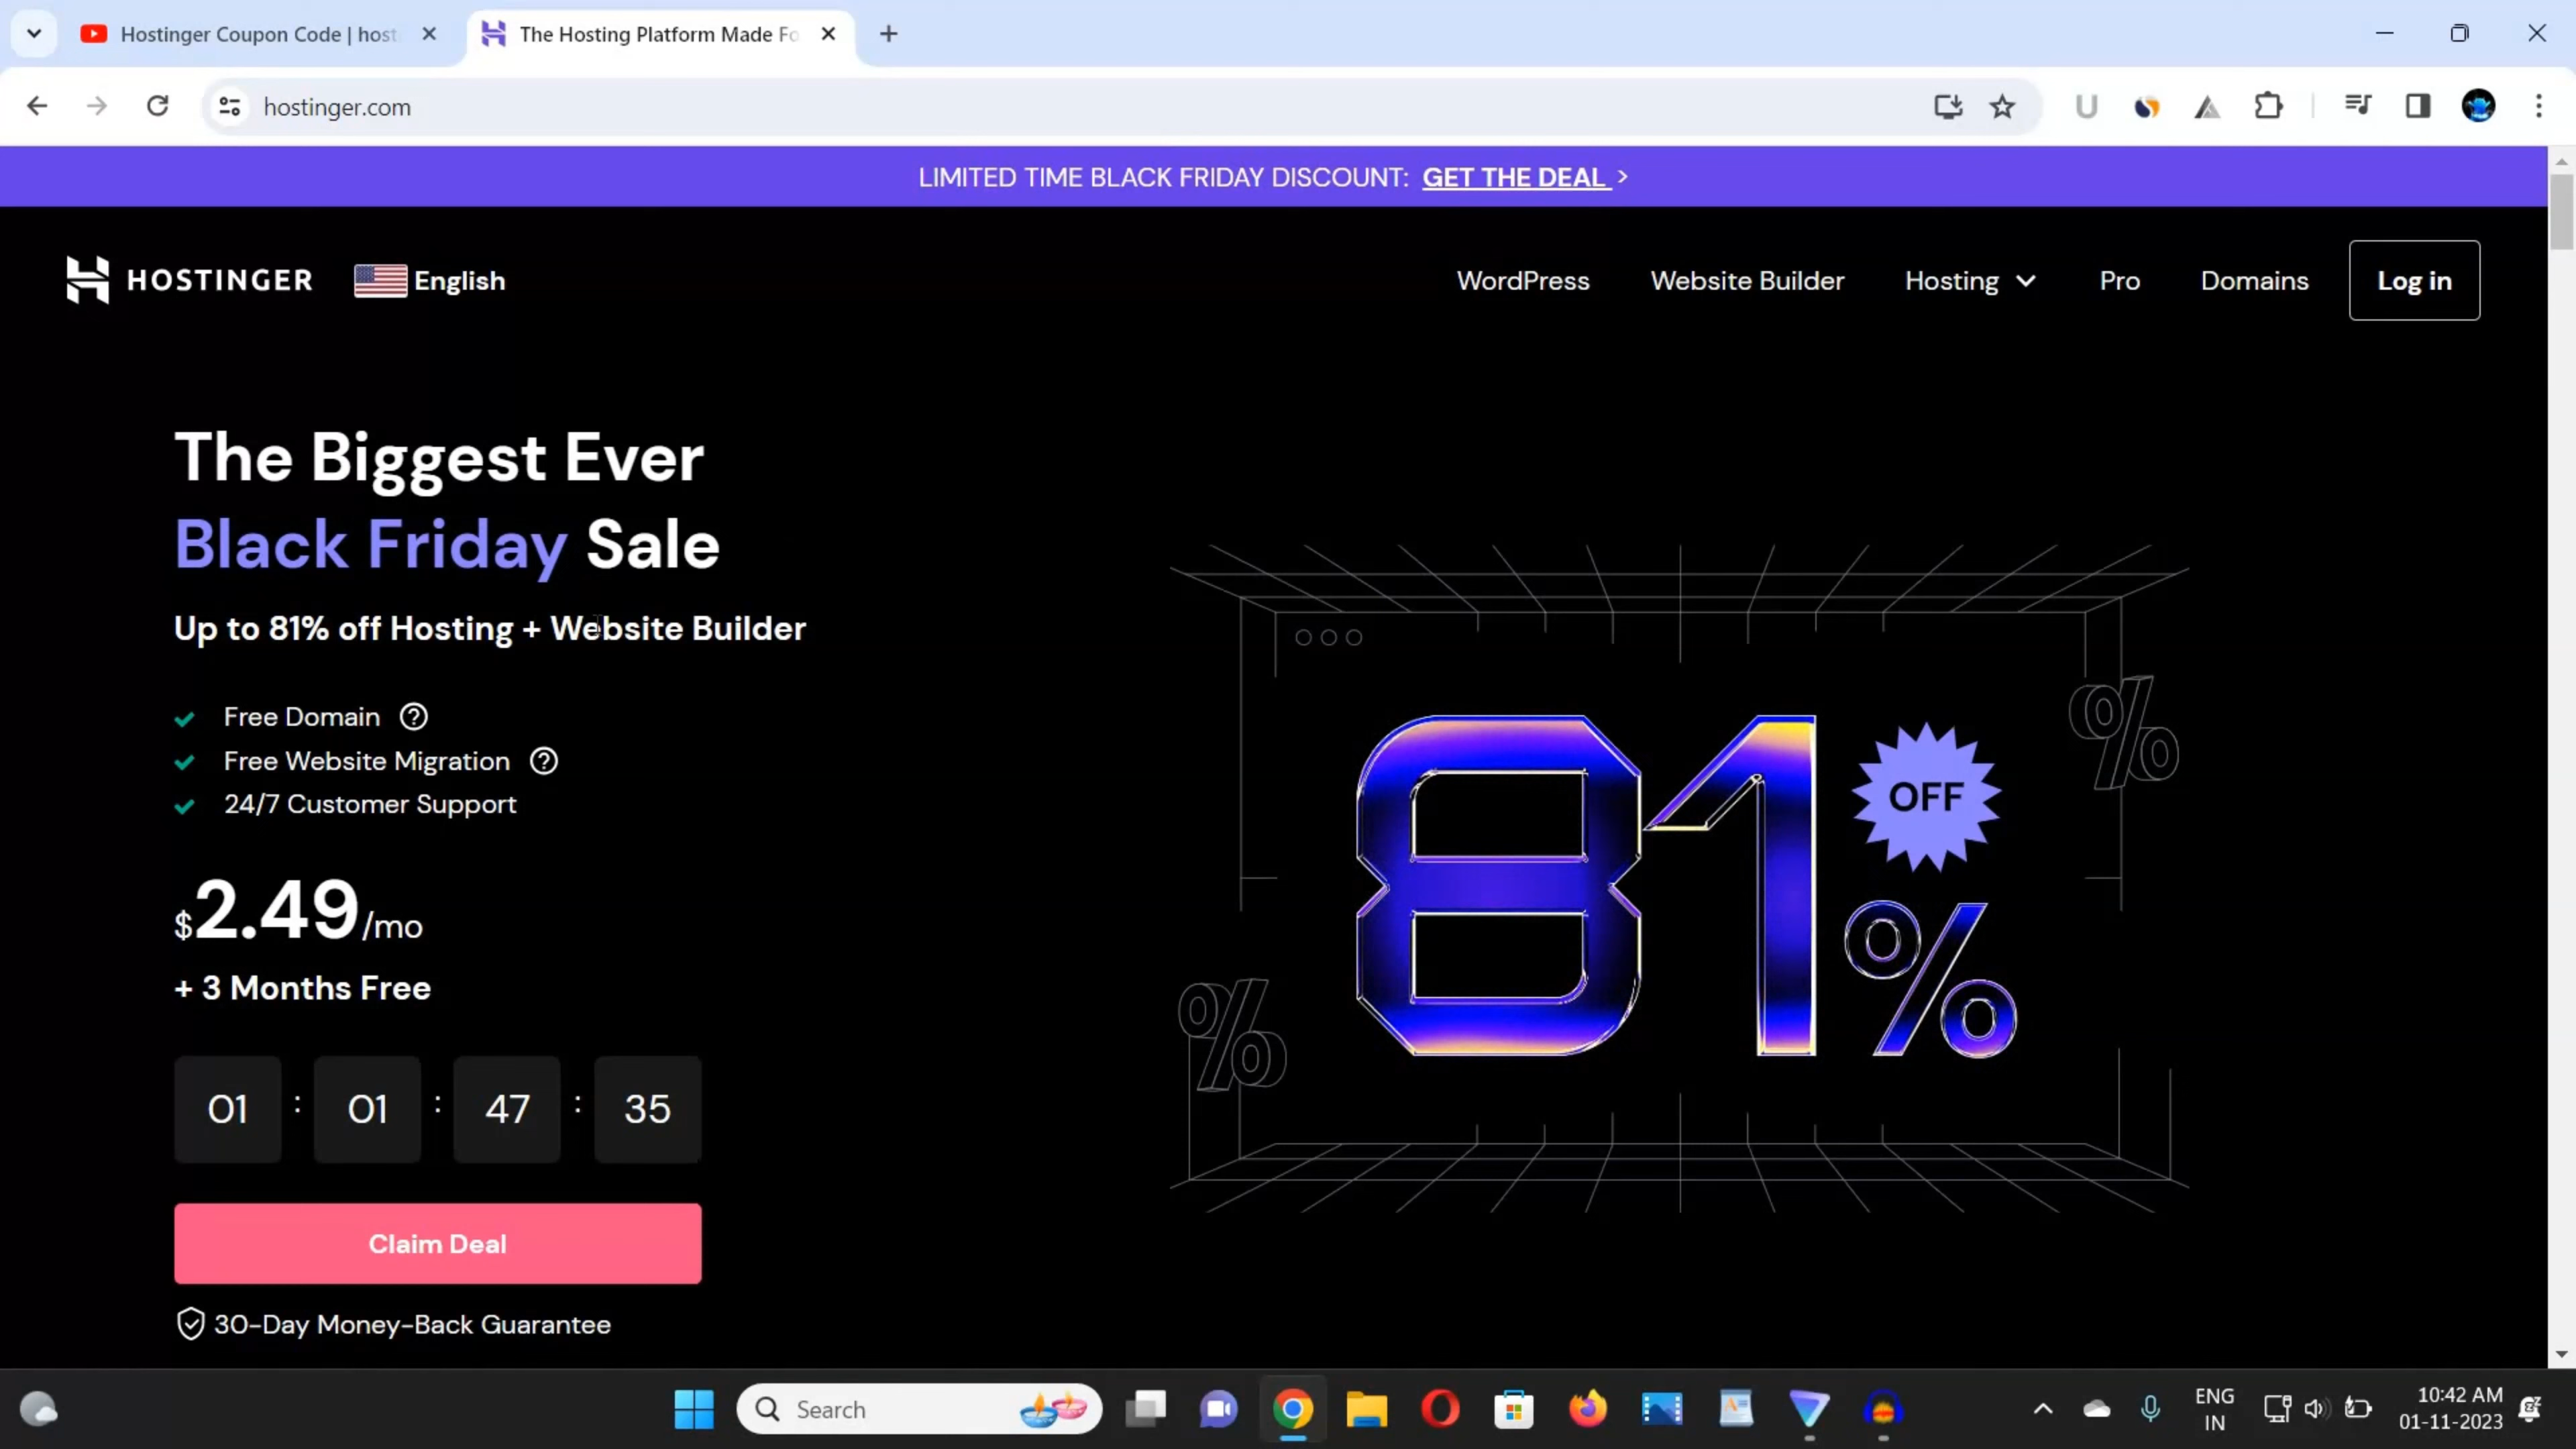 Hostinger Coupon Code | host
The Hosting Platform Made Fo
hostinger.com
LIMITED TIME BLACK FRIDAY DISCOUNT: GET THE DEAL >
HOSTINGER
English
WordPress
Website Builder
Hosting
Pro
Domains
Log in
The Biggest Ever
Black Friday Sale
Up to 81% off Hosting + Website Builder
Free Domain
Free Website Migration
24/7 Customer Support
$2.49/mo
+ 3 Months Free
01 : 01 : 47 : 35
Claim Deal
30-Day Money-Back Guarantee
81%
OFF
%
%
Search
ENG
IN
10:42 AM
01-11-2023